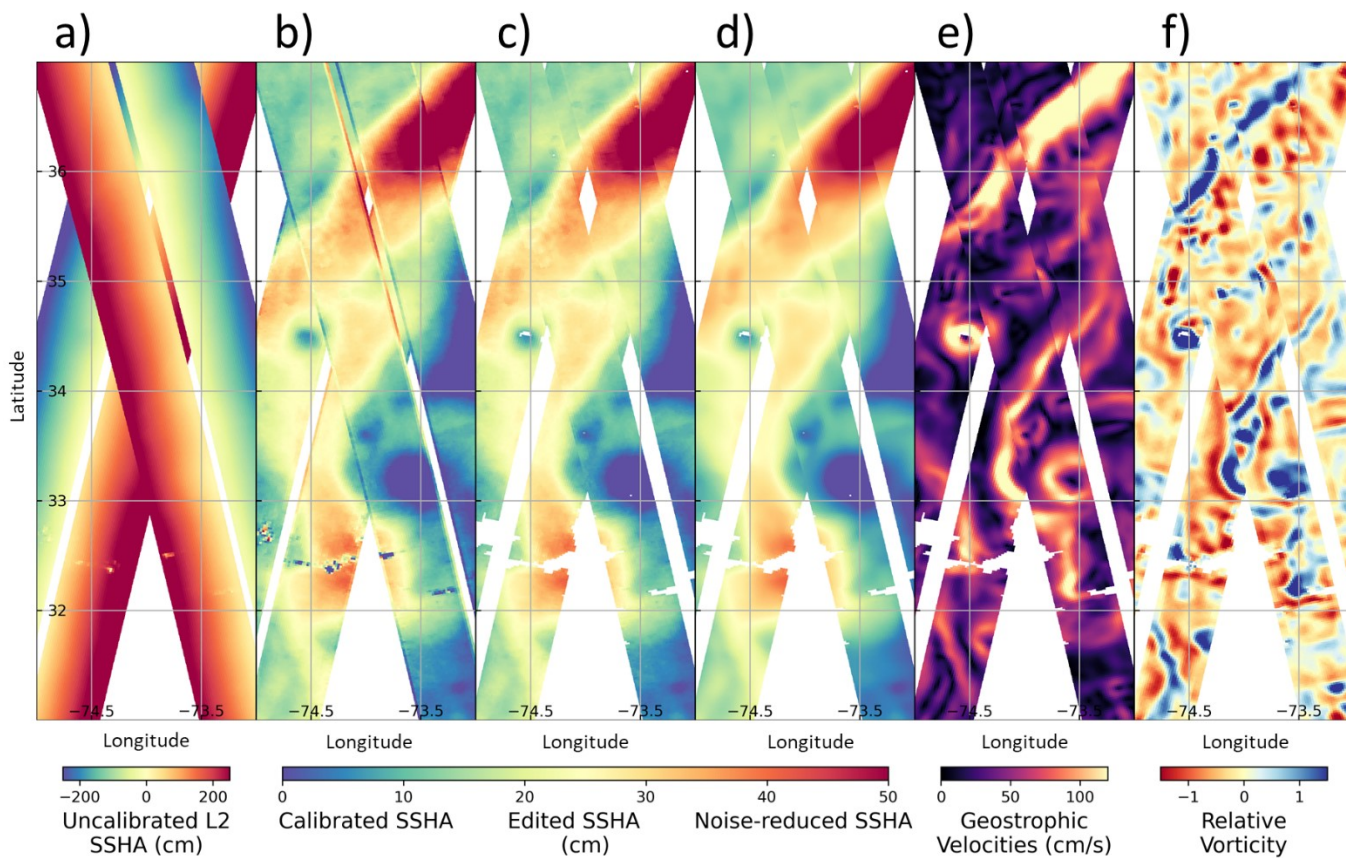 a) b) c) d) e) f)
36
35
34
33
32
Latitude
−74.5 −73.5 −74.5 −73.5 −74.5 −73.5 −74.5 −73.5 −74.5 −73.5 −74.5 −73.5
Longitude Longitude Longitude Longitude Longitude Longitude
−200 0 200 0 10 20 30 40 50 0 50 100 −1 0 1
Uncalibrated L2 Calibrated SSHA Edited SSHA Noise-reduced SSHA Geostrophic Relative
SSHA (cm) (cm) Velocities (cm/s) Vorticity